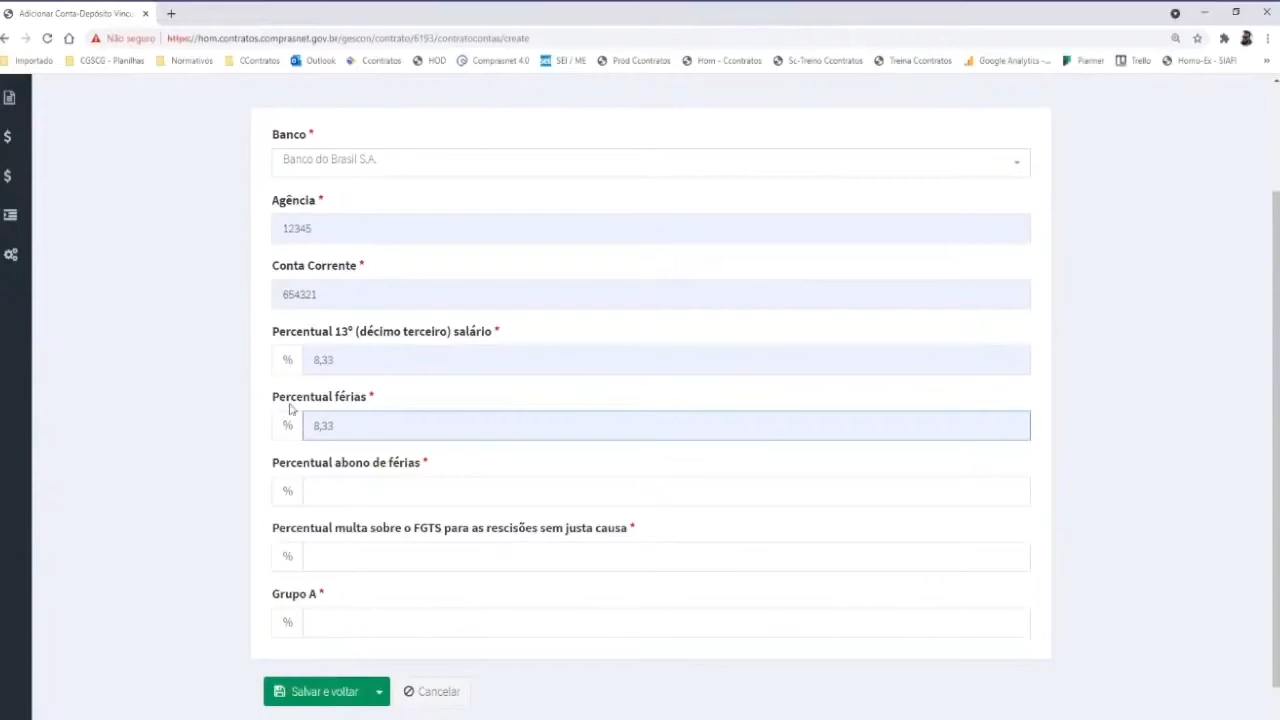 Adicionar Conta-Depósito Vincu
Não seguro
https://hom.contratos.comprasnet.gov.br/gescon/contrato/6193/contratocontas/create
Importado
CGSCG - Planilhas
Normativos
CContratos
Outlook
Ccontratos
HOD
Comprasnet 4.0
SEI / ME
Prod Ccontratos
Hom - Ccontratos
Sc-Treino Ccontratos
Treina Ccontratos
Google Analytics -...
Planner
Trello
Homo-Ex - SIAFI
»
Banco *
Banco do Brasil S.A.
Agência *
12345
Conta Corrente *
654321
Percentual 13º (décimo terceiro) salário *
% 8,33
Percentual férias *
% 8,33
Percentual abono de férias *
%
Percentual multa sobre o FGTS para as rescisões sem justa causa *
%
Grupo A *
%
Salvar e voltar
Cancelar